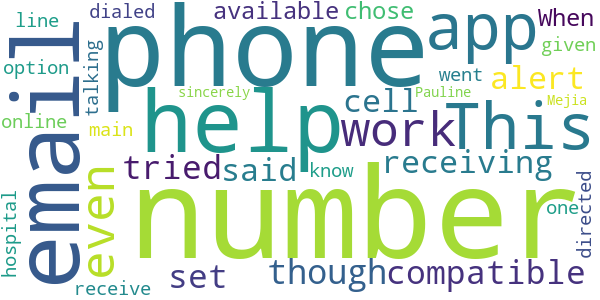 line
dialed
available
chose
When
option
email
talking
phone
app
given
went
alert
sincerely
Pauline
cell
Mejia
online
main
help
work
This
even
tried
said
know
receiving
one
hospital
number
directed
set
though
compatible
receive